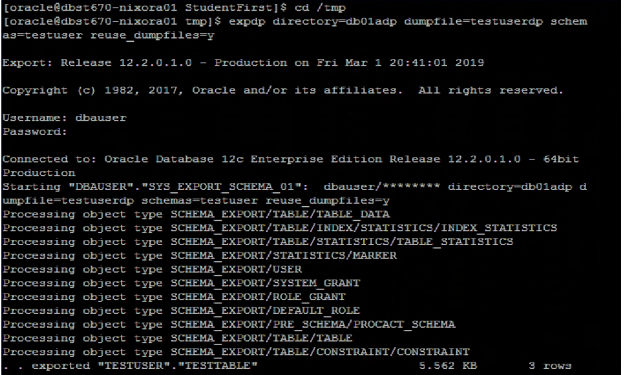 [oracle@dbst670-nixora01 StudentFirst]$ cd /tmp
[oracle@dbst670-nixora01 tmp]$ expdp directory=db01adp dumpfile=testuserdp schem
as=testuser reuse_dumpfiles=y
Export: Release 12.2.0.1.0 - Production on Fri Mar 1 20:41:01 2019
Copyright (c) 1982, 2017, Oracle and/or its affiliates.  All rights reserved.
Username: dbauser
Password:
Connected to: Oracle Database 12c Enterprise Edition Release 12.2.0.1.0 - 64bit
Production
Starting "DBAUSER"."SYS_EXPORT_SCHEMA_01":  dbauser/******** directory=db01adp d
umpfile=testuserdp schemas=testuser reuse_dumpfiles=y
Processing object type SCHEMA_EXPORT/TABLE/TABLE_DATA
Processing object type SCHEMA_EXPORT/TABLE/INDEX/STATISTICS/INDEX_STATISTICS
Processing object type SCHEMA_EXPORT/TABLE/STATISTICS/TABLE_STATISTICS
Processing object type SCHEMA_EXPORT/STATISTICS/MARKER
Processing object type SCHEMA_EXPORT/USER
Processing object type SCHEMA_EXPORT/SYSTEM_GRANT
Processing object type SCHEMA_EXPORT/ROLE_GRANT
Processing object type SCHEMA_EXPORT/DEFAULT_ROLE
Processing object type SCHEMA_EXPORT/PRE_SCHEMA/PROCACT_SCHEMA
Processing object type SCHEMA_EXPORT/TABLE/TABLE
Processing object type SCHEMA_EXPORT/TABLE/CONSTRAINT/CONSTRAINT
. . exported "TESTUSER"."TESTTABLE" 5.562 KB 3 rows